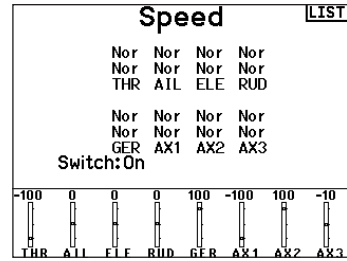 Speed
LIST
Nor Nor Nor Nor
Nor Nor Nor Nor
THR AIL ELE RUD
Nor Nor Nor Nor
Nor Nor Nor Nor
GER AX1 AX2 AX3
Switch:On
-100 0 0 0 100 -100 100 -10
THR AIL ELE RUD GER AX1 AX2 AX3